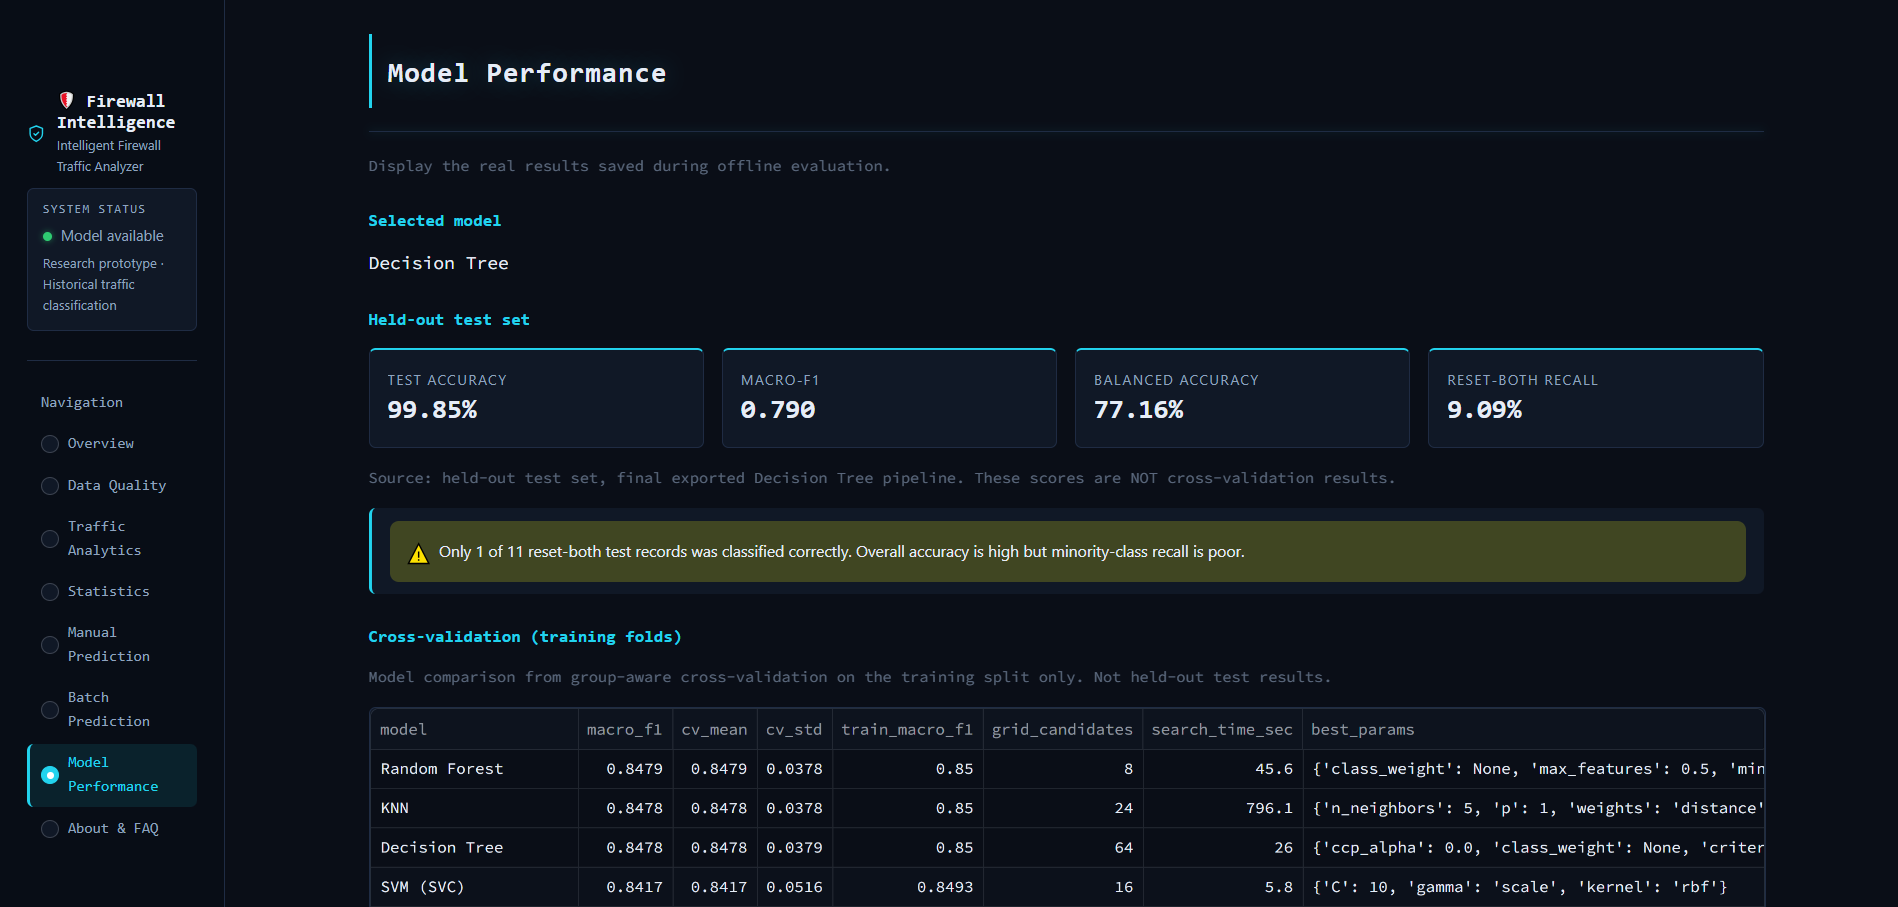 Firewall
Intelligence
Intelligent Firewall
Traffic Analyzer
SYSTEM STATUS
Model available
Research prototype ·
Historical traffic
classification
Navigation
Overview
Data Quality
Traffic
Analytics
Statistics
Manual
Prediction
Batch
Prediction
Model
Performance
About & FAQ
Model Performance
Display the real results saved during offline evaluation.
Selected model
Decision Tree
Held-out test set
TEST ACCURACY
99.85%
MACRO-F1
0.790
BALANCED ACCURACY
77.16%
RESET-BOTH RECALL
9.09%
Source: held-out test set, final exported Decision Tree pipeline. These scores are NOT cross-validation results.
Only 1 of 11 reset-both test records was classified correctly. Overall accuracy is high but minority-class recall is poor.
Cross-validation (training folds)
Model comparison from group-aware cross-validation on the training split only. Not held-out test results.
model macro_f1 cv_mean cv_std train_macro_f1 grid_candidates search_time_sec best_params
Random Forest 0.8479 0.8479 0.0378 0.85 8 45.6 {'class_weight': None, 'max_features': 0.5, 'min
KNN 0.8478 0.8478 0.0378 0.85 24 796.1 {'n_neighbors': 5, 'p': 1, 'weights': 'distance'
Decision Tree 0.8478 0.8478 0.0379 0.85 64 26 {'ccp_alpha': 0.0, 'class_weight': None, 'criter
SVM (SVC) 0.8417 0.8417 0.0516 0.8493 16 5.8 {'C': 10, 'gamma': 'scale', 'kernel': 'rbf'}